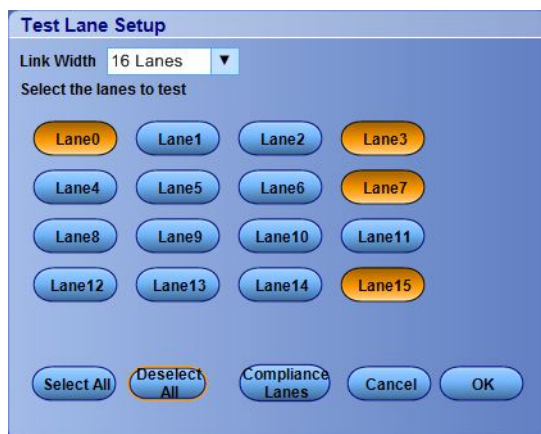 Test Lane Setup
Link Width 16 Lanes
Select the lanes to test
Lane0 Lane1 Lane2 Lane3
Lane4 Lane5 Lane6 Lane7
Lane8 Lane9 Lane10 Lane11
Lane12 Lane13 Lane14 Lane15
Select All
Deselect
All
Compliance
Lanes
Cancel
OK